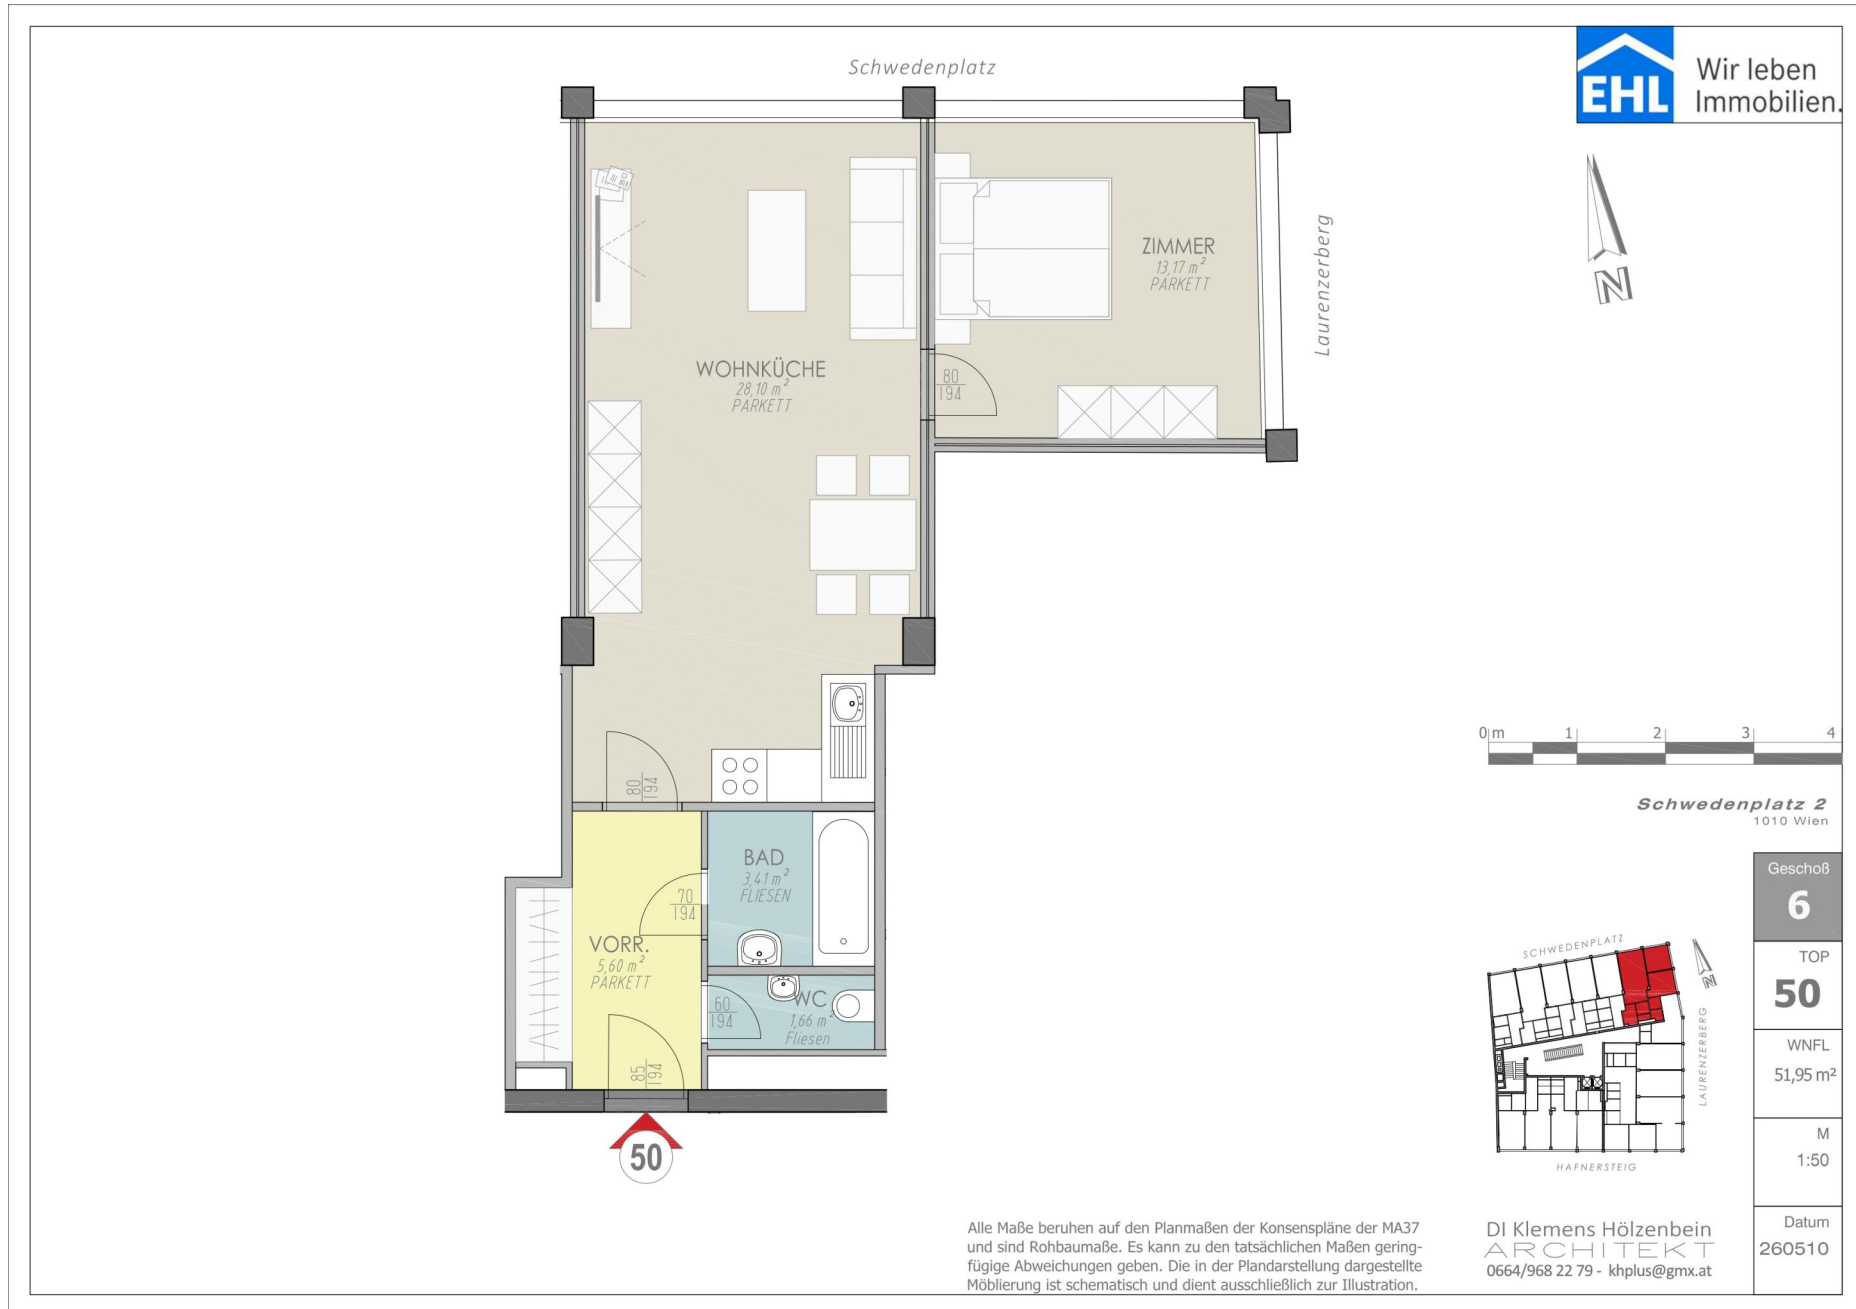 Schwedenplatz
EHL
Wir leben
Immobilien.
N
Laurenzerberg
ZIMMER
13,17 m²
PARKETT
WOHNKÜCHE
28,10 m²
PARKETT
80
194
80
194
BAD
3,41 m²
FLIESEN
70
194
VORR.
5,60 m²
PARKETT
60
194
WC
1,66 m²
Fliesen
85
194
50
0 m 1 2 3 4
Schwedenplatz 2
1010 Wien
Geschoß
6
TOP
50
WNFL
51,95 m²
M
1:50
Datum
260510
SCHWEDENPLATZ
N
LAURENZERBERG
HAFNERSTEIG
Alle Maße beruhen auf den Planmaßen der Konsenspläne der MA37
und sind Rohbaumaße. Es kann zu den tatsächlichen Maßen gering-
fügige Abweichungen geben. Die in der Plandarstellung dargestellte
Möblierung ist schematisch und dient ausschließlich zur Illustration.
DI Klemens Hölzenbein
ARCHITEKT
0664/968 22 79 - khplus@gmx.at